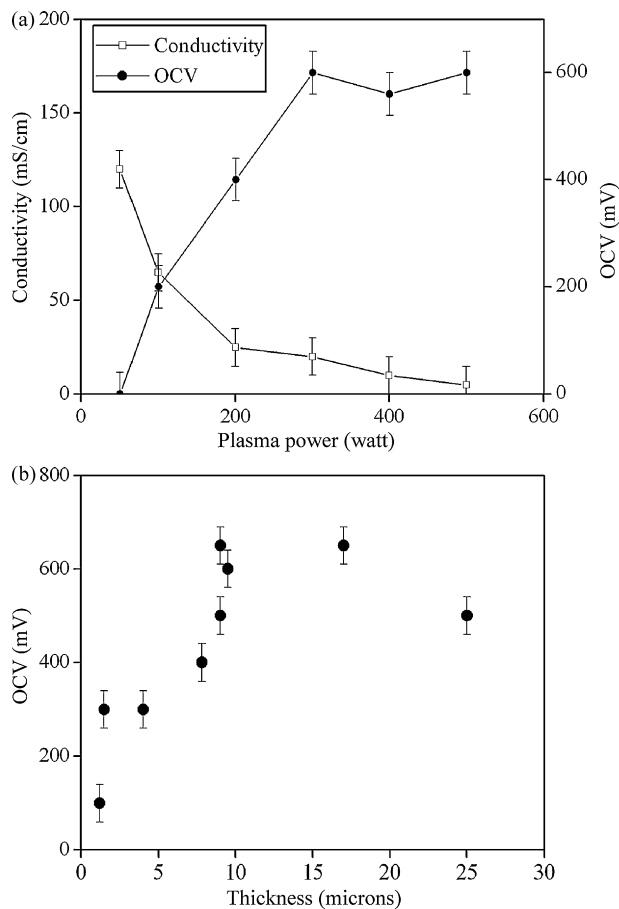 (a)
200
150
100
50
0
Conductivity (mS/cm)
Conductivity
OCV
600
400
200
0
OCV (mV)
0
200
400
600
Plasma power (watt)
(b)
800
600
400
200
0
OCV (mV)
0
5
10
15
20
25
30
Thickness (microns)